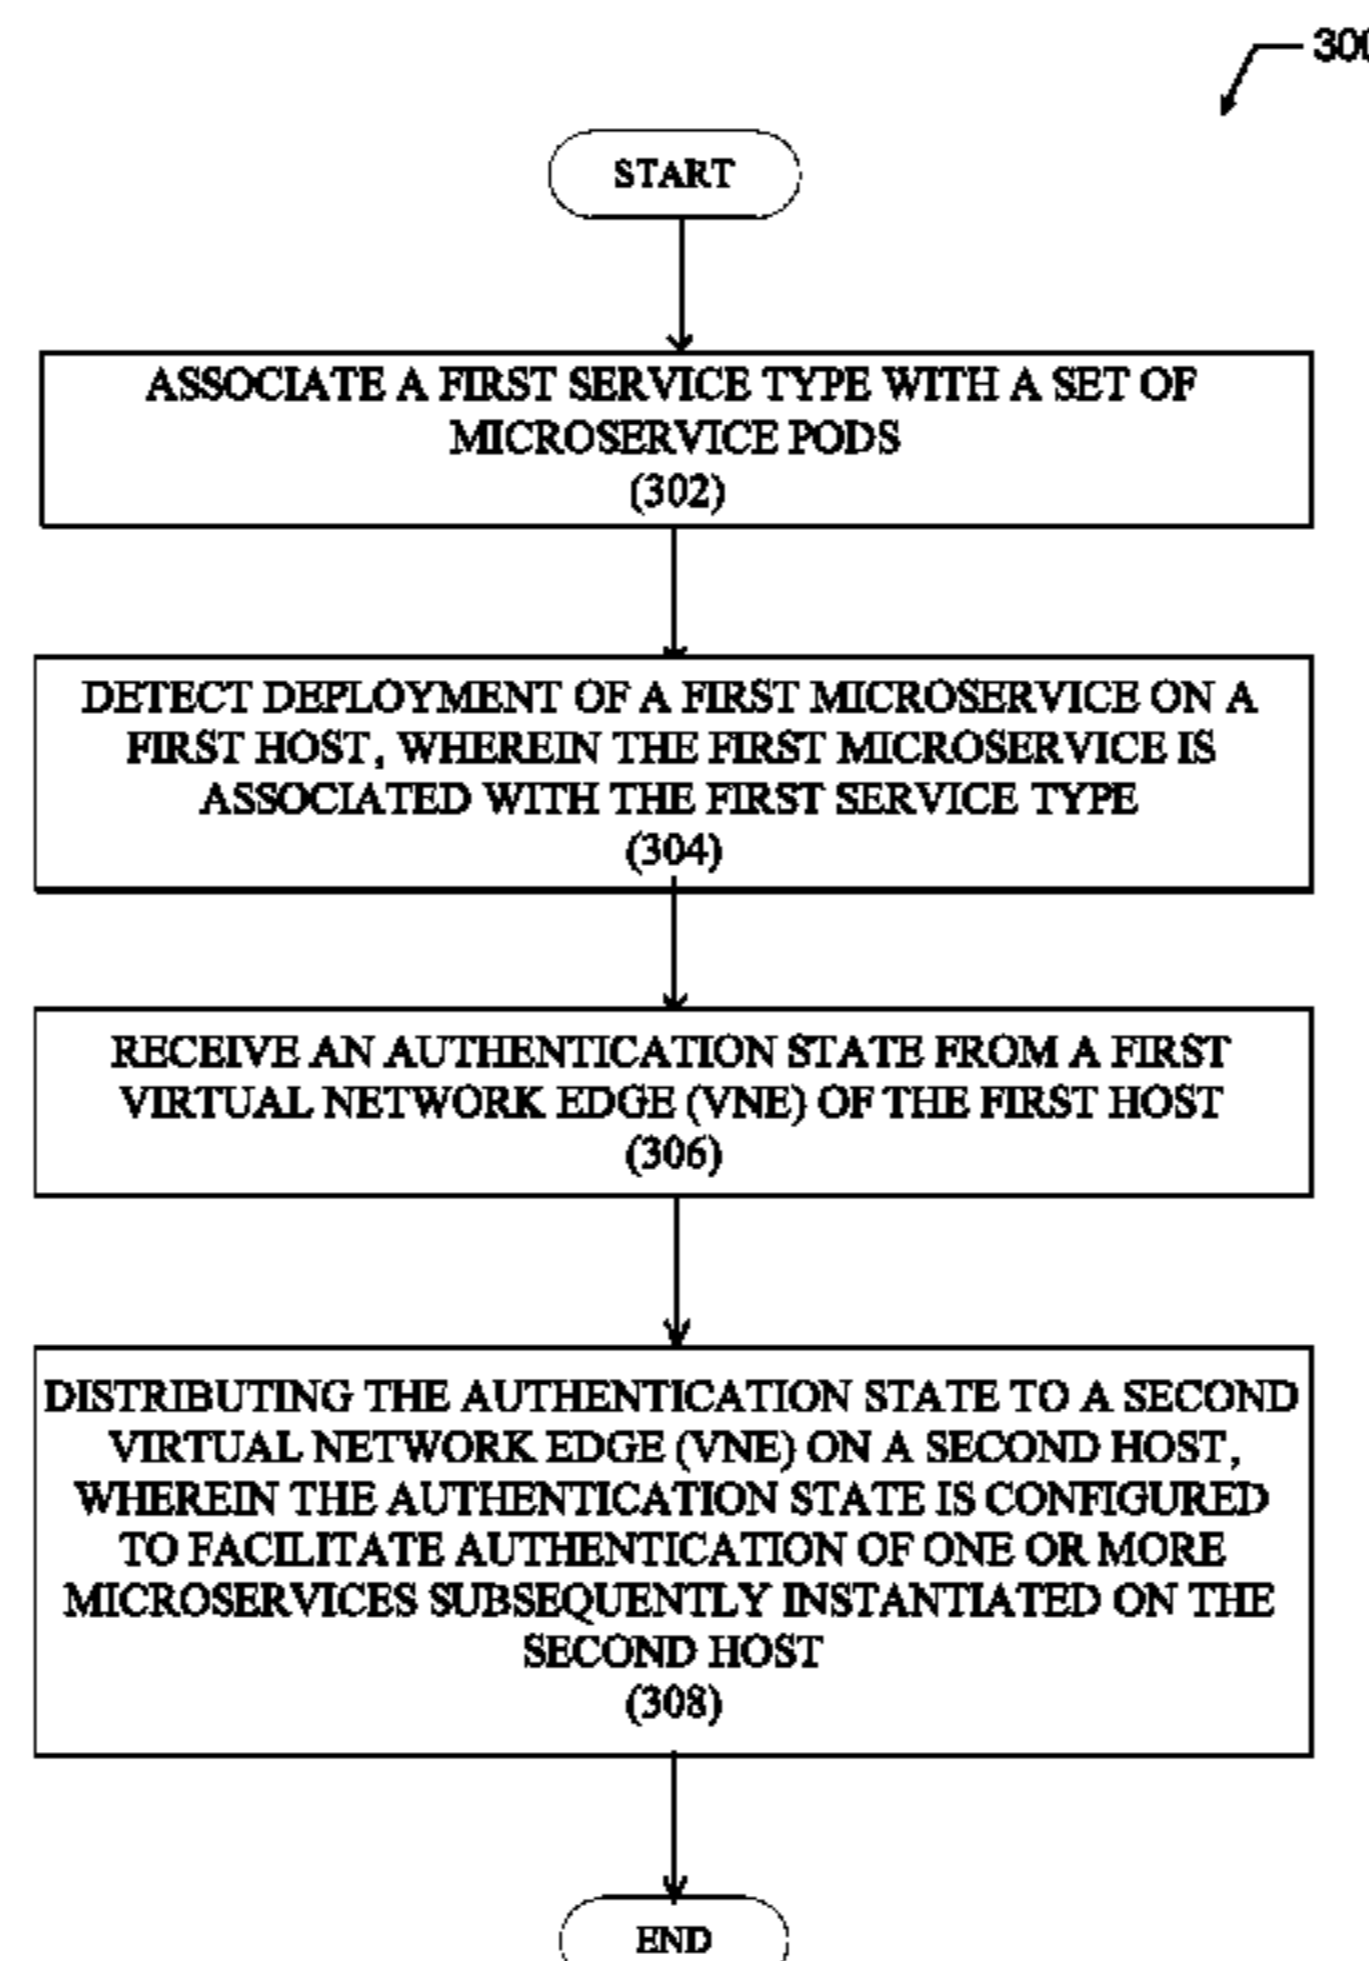 300
START
ASSOCIATE A FIRST SERVICE TYPE WITH A SET OF
MICROSERVICE PODS
(302)
DETECT DEPLOYMENT OF A FIRST MICROSERVICE ON A
FIRST HOST, WHEREIN THE FIRST MICROSERVICE IS
ASSOCIATED WITH THE FIRST SERVICE TYPE
(304)
RECEIVE AN AUTHENTICATION STATE FROM A FIRST
VIRTUAL NETWORK EDGE (VNE) OF THE FIRST HOST
(306)
DISTRIBUTING THE AUTHENTICATION STATE TO A SECOND
VIRTUAL NETWORK EDGE (VNE) ON A SECOND HOST,
WHEREIN THE AUTHENTICATION STATE IS CONFIGURED
TO FACILITATE AUTHENTICATION OF ONE OR MORE
MICROSERVICES SUBSEQUENTLY INSTANTIATED ON THE
SECOND HOST
(308)
END